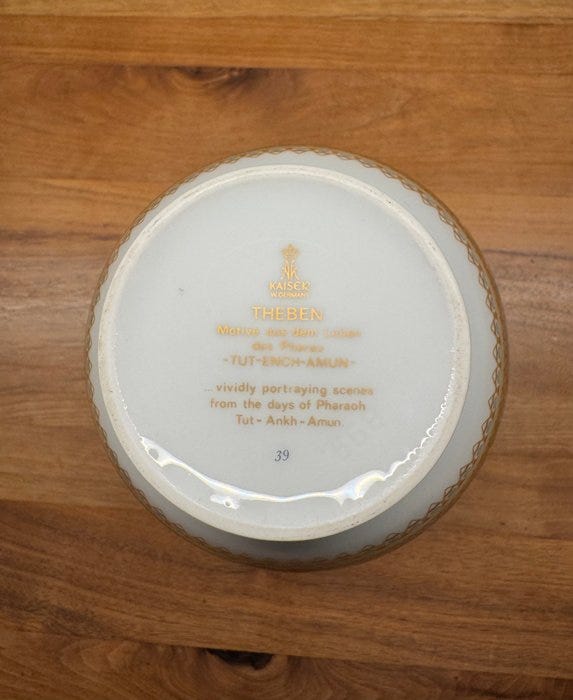 KAISER
W. GERMANY
THEBEN
Motive aus dem Leben
des Pharao
-TUT-ENCH-AMUN-
...vividly portraying scenes
from the days of Pharaoh
Tut-Ankh-Amun.
39